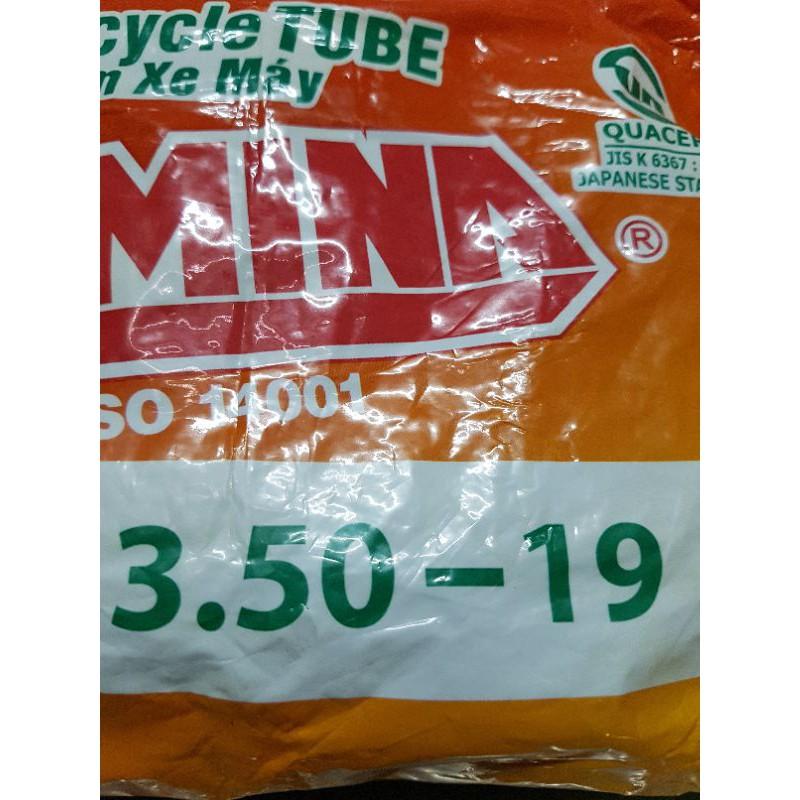 cycle TUBE
m Xe Máy
QUACER
JIS K 6367 :
JAPANESE STA
MINA
®
SO 14001
3.50-19